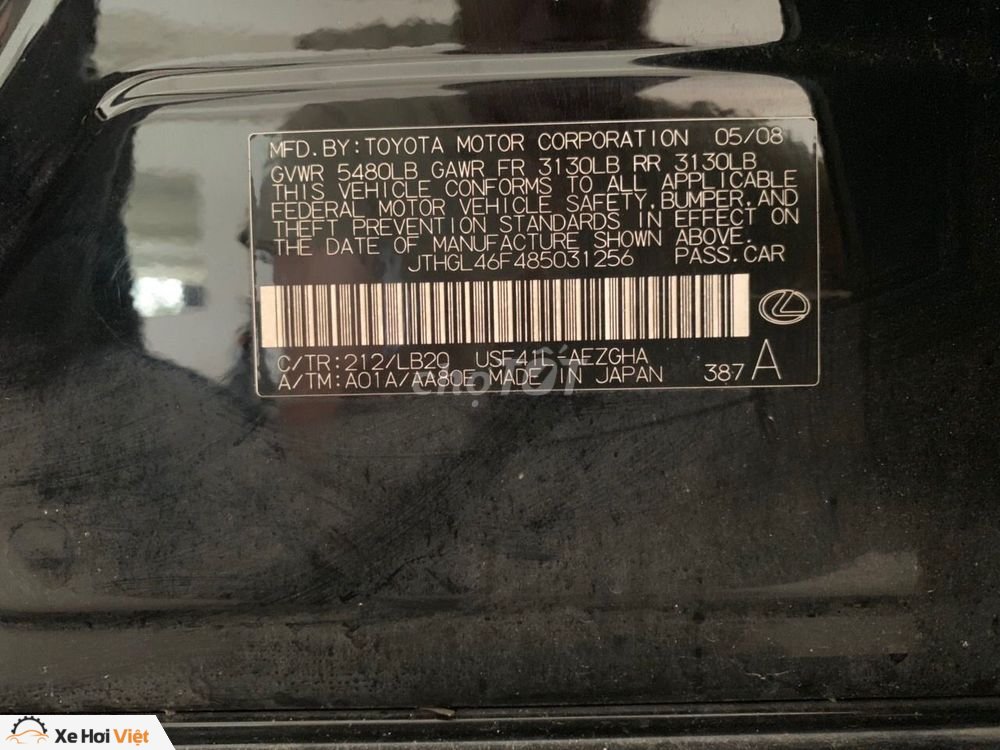 MFD.BY:TOYOTA MOTOR CORPORATION 05/08
GVWR 5480LB GAWR FR 3130LB RR 3130LB
THIS VEHICLE CONFORMS TO ALL APPLICABLE
FEDERAL MOTOR VEHICLE SAFETY,BUMPER,AND
THEFT PREVENTION STANDARDS IN EFFECT ON
THE DATE OF MANUFACTURE SHOWN ABOVE.
JTHGL46F485031256 PASS.CAR
C/TR:212/LB20 USF41L-AEZGHA
A/TM:A01A/AA80E MADE IN JAPAN 387 A
chợTỐT
Xe Hơi Việt